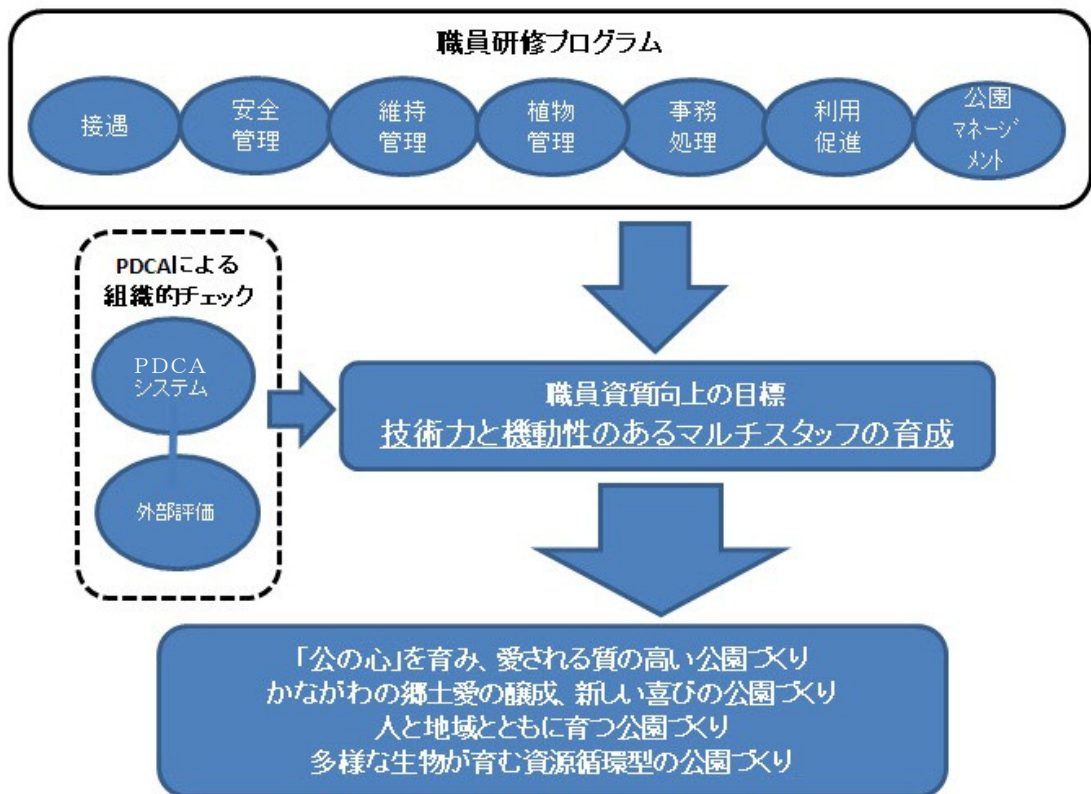 職員研修プログラム
接遇
安全
管理
維持
管理
植物
管理
事務
処理
利用
促進
公園
マネージ
メント
PDCAによる
組織的チェック
PDCA
システム
外部評価
職員資質向上の目標
技術力と機動性のあるマルチスタッフの育成
「公の心」を育み、愛される質の高い公園づくり
かながわの郷土愛の醸成、新しい喜びの公園づくり
人と地域とともに育つ公園づくり
多様な生物が育む資源循環型の公園づくり